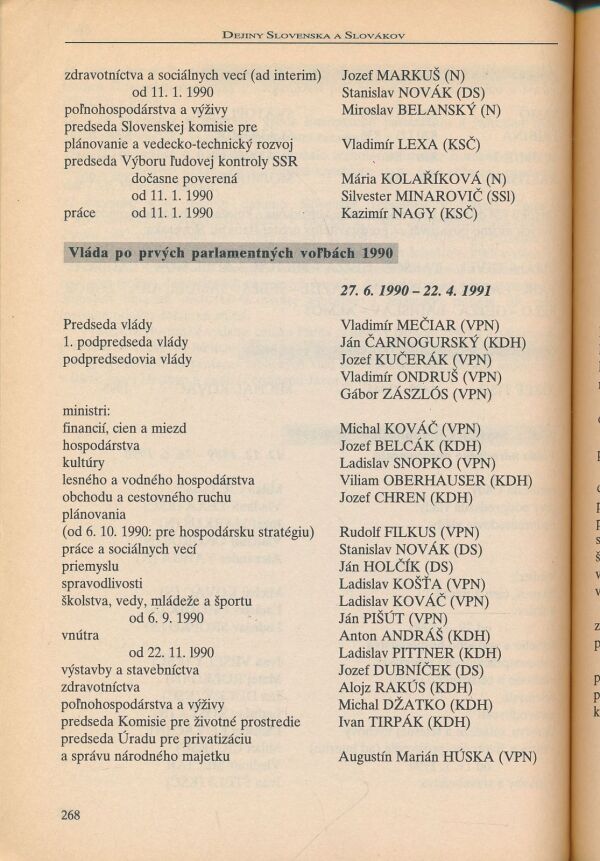 DEJINY SLOVENSKA A SLOVÁKOV
zdravotníctva a sociálnych vecí (ad interim) Jozef MARKUŠ (N)
od 11. 1. 1990 Stanislav NOVÁK (DS)
poľnohospodárstva a výživy Miroslav BELANSKÝ (N)
predseda Slovenskej komisie pre
plánovanie a vedecko-technický rozvoj Vladimír LEXA (KSČ)
predseda Výboru ľudovej kontroly SSR
dočasne poverená Mária KOLAŘÍKOVÁ (N)
od 11. 1. 1990 Silvester MINAROVIČ (SSl)
práce od 11. 1. 1990 Kazimír NAGY (KSČ)
Vláda po prvých parlamentných voľbách 1990
27. 6. 1990 – 22. 4. 1991
Predseda vlády Vladimír MEČIAR (VPN)
1. podpredseda vlády Ján ČARNOGURSKÝ (KDH)
podpredsedovia vlády Jozef KUČERÁK (VPN)
Vladimír ONDRUŠ (VPN)
Gábor ZÁSZLÓS (VPN)
ministri:
financií, cien a miezd Michal KOVÁČ (VPN)
hospodárstva Jozef BELCÁK (KDH)
kultúry Ladislav SNOPKO (VPN)
lesného a vodného hospodárstva Viliam OBERHAUSER (KDH)
obchodu a cestovného ruchu Jozef CHREN (KDH)
plánovania
(od 6. 10. 1990: pre hospodársku stratégiu) Rudolf FILKUS (VPN)
práce a sociálnych vecí Stanislav NOVÁK (DS)
priemyslu Ján HOLČÍK (DS)
spravodlivosti Ladislav KOŠŤA (VPN)
školstva, vedy, mládeže a športu Ladislav KOVÁČ (VPN)
od 6. 9. 1990 Ján PIŠÚT (VPN)
vnútra Anton ANDRÁŠ (KDH)
od 22. 11. 1990 Ladislav PITTNER (KDH)
výstavby a stavebníctva Jozef DUBNÍČEK (DS)
zdravotníctva Alojz RAKÚS (KDH)
poľnohospodárstva a výživy Michal DŽATKO (KDH)
predseda Komisie pre životné prostredie Ivan TIRPÁK (KDH)
predseda Úradu pre privatizáciu
a správu národného majetku Augustín Marián HÚSKA (VPN)
268